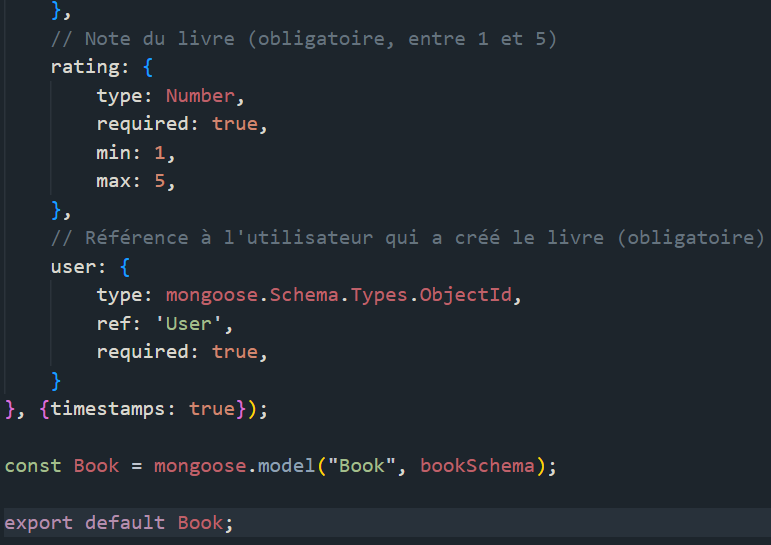 },
// Note du livre (obligatoire, entre 1 et 5)
rating: {
type: Number,
required: true,
min: 1,
max: 5,
},
// Référence à l'utilisateur qui a créé le livre (obligatoire)
user: {
type: mongoose.Schema.Types.ObjectId,
ref: 'User',
required: true,
}
}, {timestamps: true});
const Book = mongoose.model("Book", bookSchema);
export default Book;